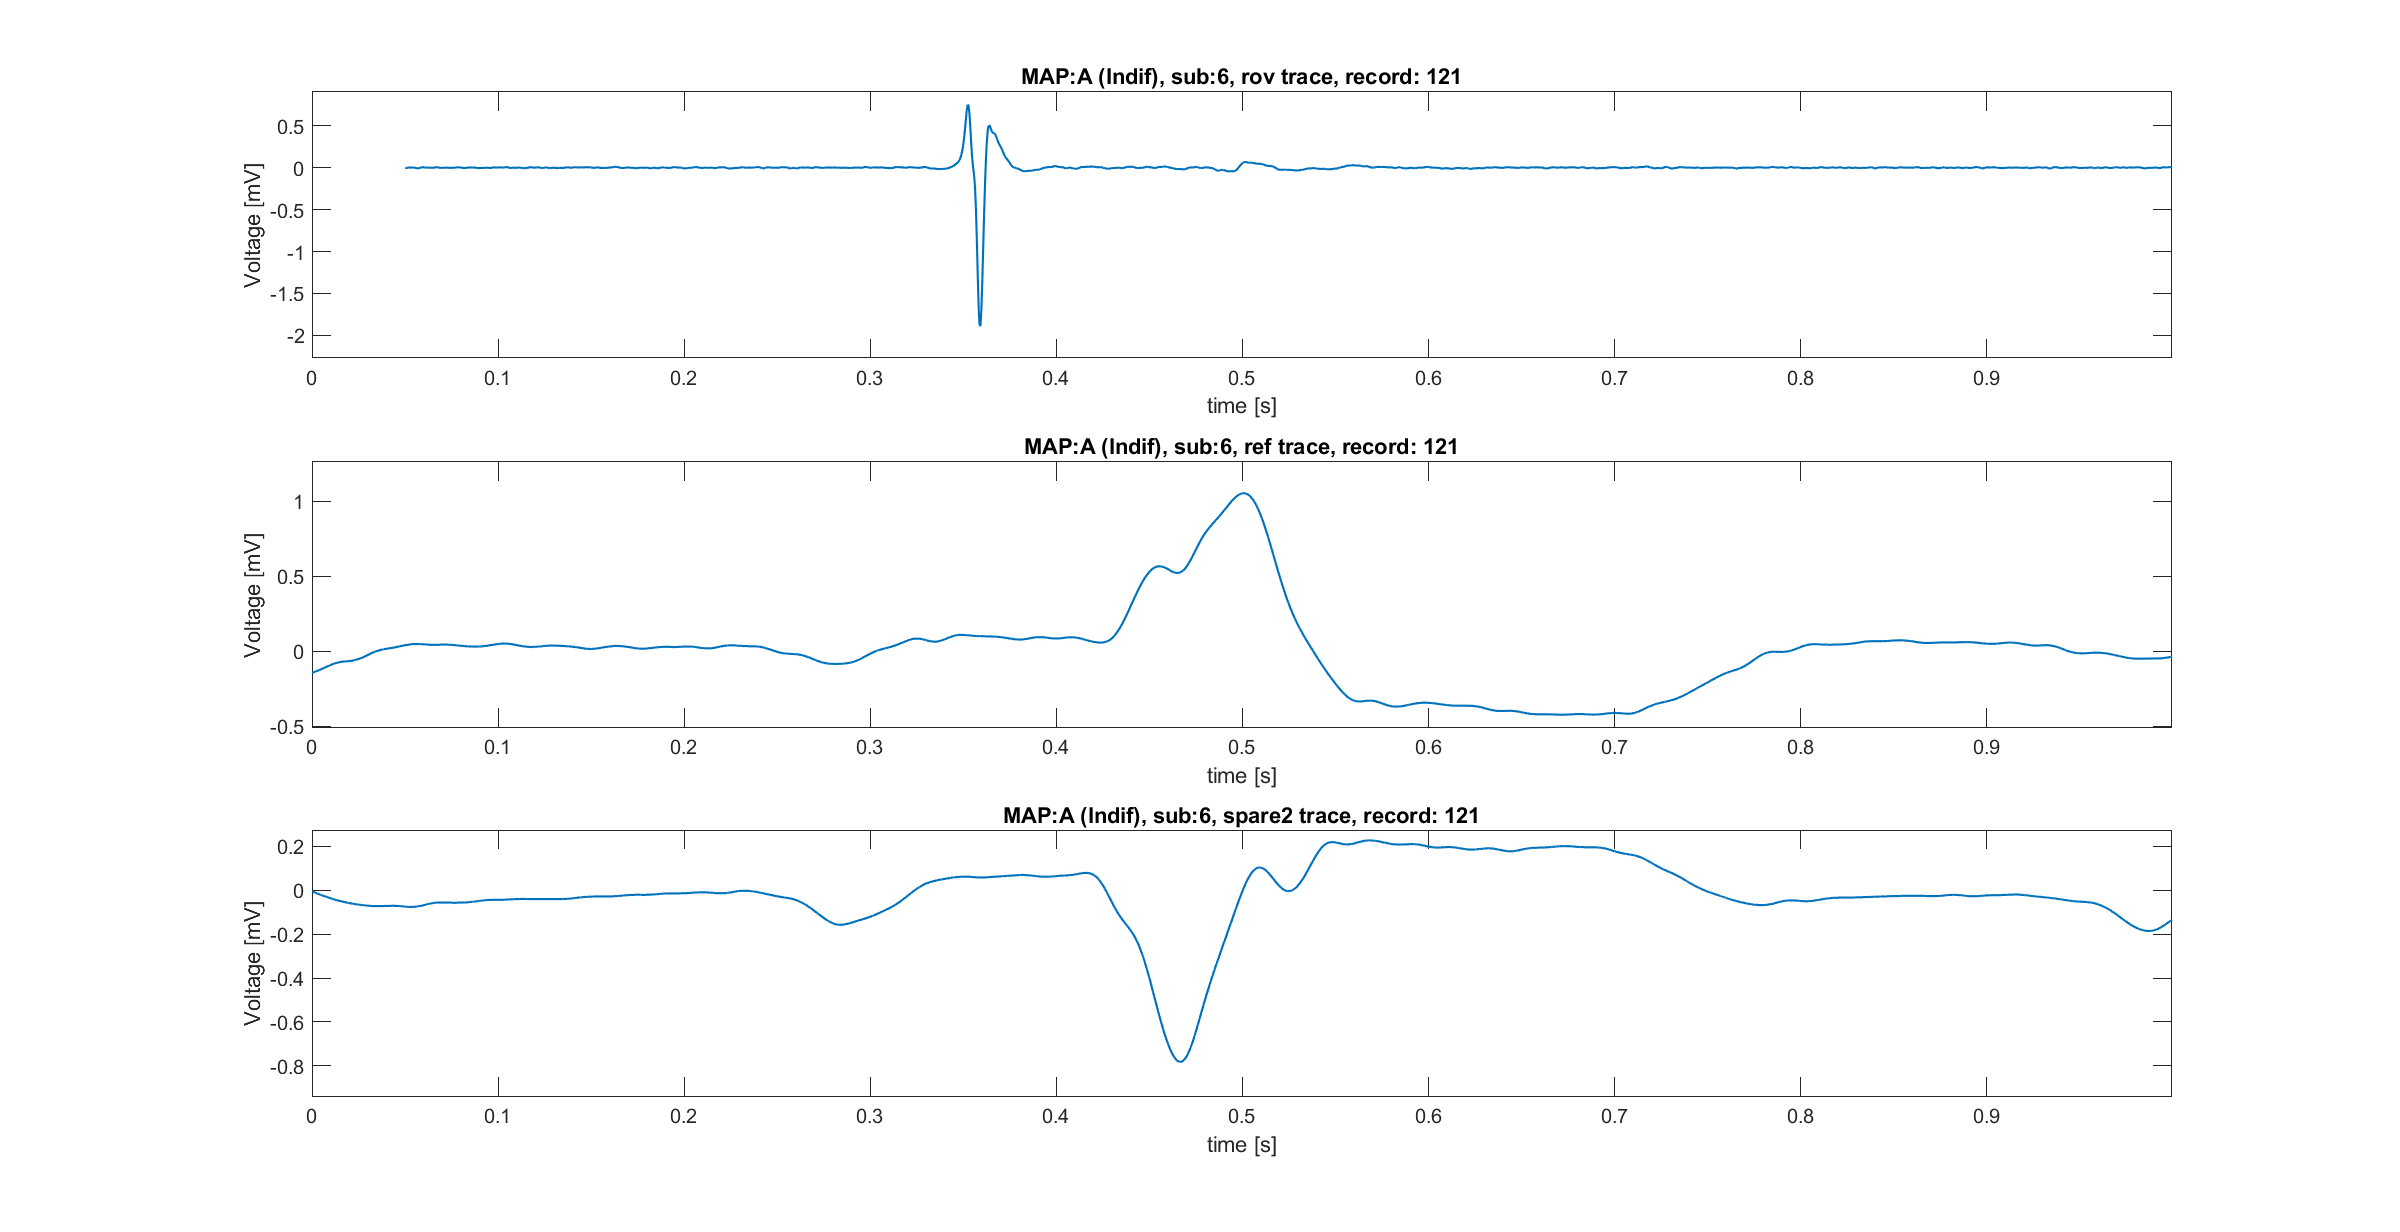 MAP:A (Indif), sub:6, rov trace, record: 121
Voltage [mV]
0.5
0
-0.5
-1
-1.5
-2
0 0.1 0.2 0.3 0.4 0.5 0.6 0.7 0.8 0.9
time [s]
MAP:A (Indif), sub:6, ref trace, record: 121
Voltage [mV]
1
0.5
0
-0.5
0 0.1 0.2 0.3 0.4 0.5 0.6 0.7 0.8 0.9
time [s]
MAP:A (Indif), sub:6, spare2 trace, record: 121
Voltage [mV]
0.2
0
-0.2
-0.4
-0.6
-0.8
0 0.1 0.2 0.3 0.4 0.5 0.6 0.7 0.8 0.9
time [s]